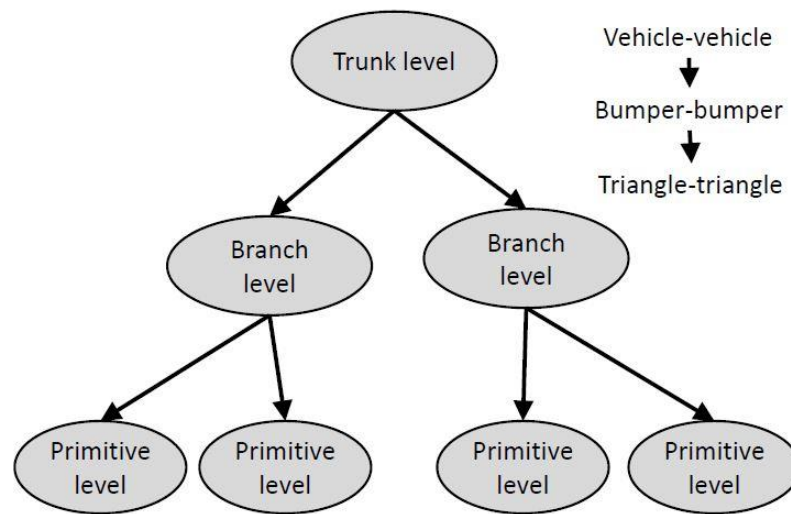 Trunk level
Vehicle-vehicle
Bumper-bumper
Triangle-triangle
Branch
level
Branch
level
Primitive
level
Primitive
level
Primitive
level
Primitive
level